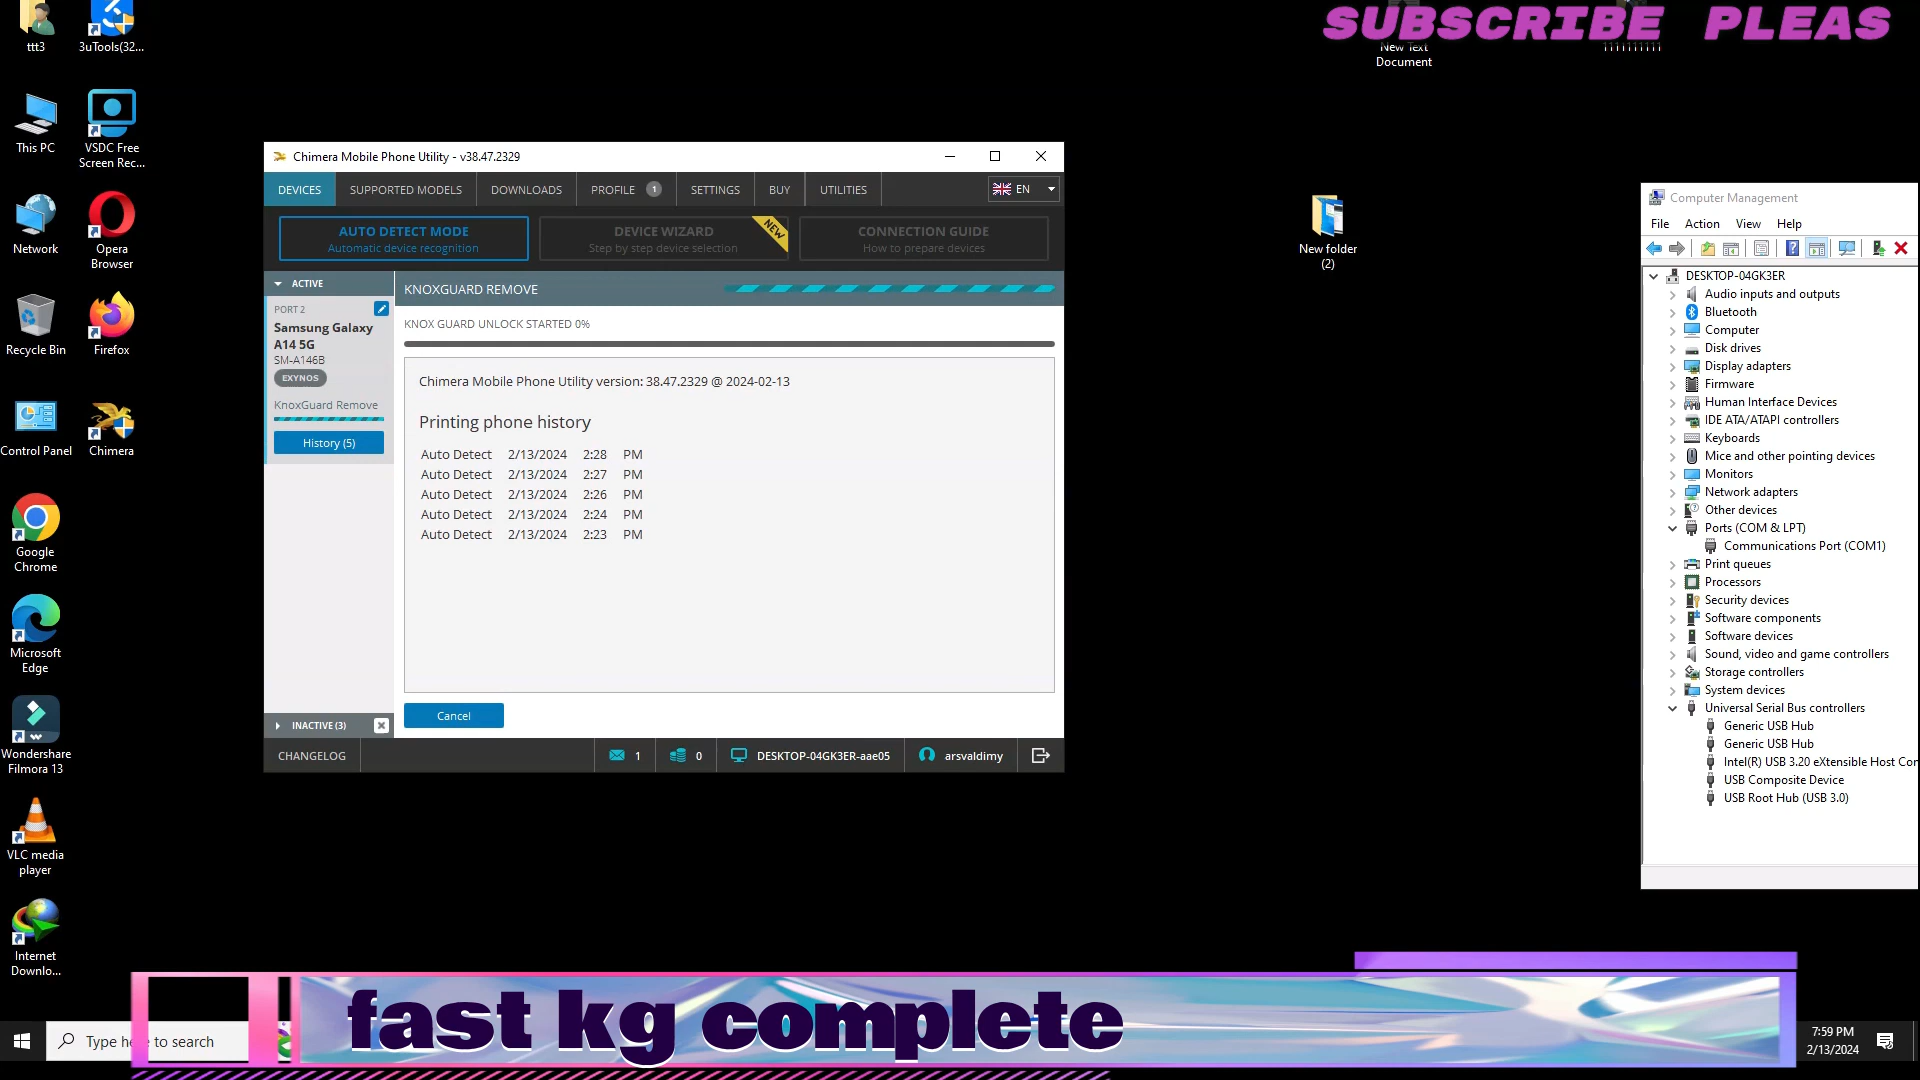 SUBSCRIBE PLEAS
ttt3
3uTools(32...
This PC
VSDC Free
Screen Rec...
Network
Opera
Browser
Recycle Bin
Firefox
Control Panel
Chimera
Google
Chrome
Microsoft
Edge
Wondershare
Filmora 13
VLC media
player
Internet
Downlo...
New Text
Document
New folder
(2)
Chimera Mobile Phone Utility - v38.47.2329
DEVICES
SUPPORTED MODELS
DOWNLOADS
PROFILE 1
SETTINGS
BUY
UTILITIES
EN
AUTO DETECT MODE
Automatic device recognition
DEVICE WIZARD
Step by step device selection
NEW
CONNECTION GUIDE
How to prepare devices
ACTIVE
PORT 2
Samsung Galaxy
A14 5G
SM-A146B
EXYNOS
KnoxGuard Remove
History (5)
INACTIVE (3)
KNOXGUARD REMOVE
KNOX GUARD UNLOCK STARTED 0%
Chimera Mobile Phone Utility version: 38.47.2329 @ 2024-02-13
Printing phone history
Auto Detect 2/13/2024 2:28 PM
Auto Detect 2/13/2024 2:27 PM
Auto Detect 2/13/2024 2:26 PM
Auto Detect 2/13/2024 2:24 PM
Auto Detect 2/13/2024 2:23 PM
Cancel
CHANGELOG
1
0
DESKTOP-04GK3ER-aae05
arsvaldimy
Computer Management
File Action View Help
DESKTOP-04GK3ER
Audio inputs and outputs
Bluetooth
Computer
Disk drives
Display adapters
Firmware
Human Interface Devices
IDE ATA/ATAPI controllers
Keyboards
Mice and other pointing devices
Monitors
Network adapters
Other devices
Ports (COM & LPT)
Communications Port (COM1)
Print queues
Processors
Security devices
Software components
Software devices
Sound, video and game controllers
Storage controllers
System devices
Universal Serial Bus controllers
Generic USB Hub
Generic USB Hub
Intel(R) USB 3.20 eXtensible Host Con
USB Composite Device
USB Root Hub (USB 3.0)
fast kg complete
to search
7:59 PM
2/13/2024